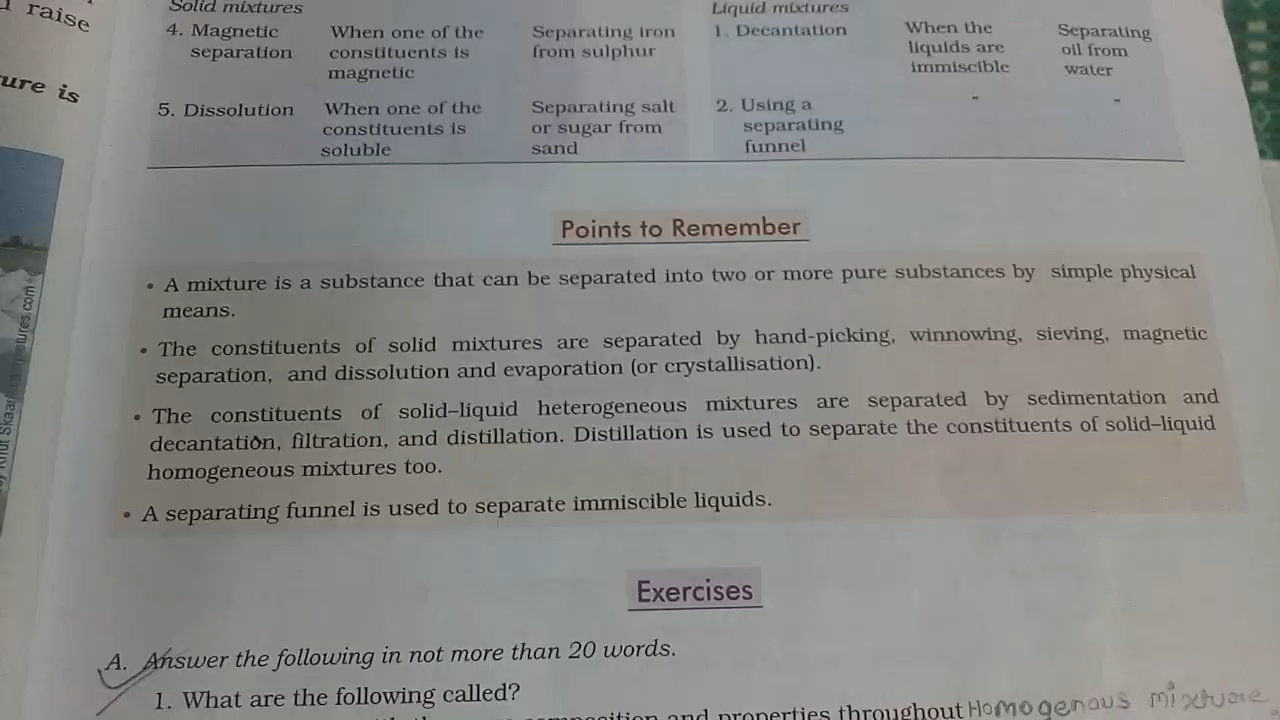 raise
ure is
Solid mixtures
4. Magnetic separation When one of the constituents is magnetic Separating iron from sulphur
5. Dissolution When one of the constituents is soluble Separating salt or sugar from sand
Liquid mixtures
1. Decantation When the liquids are immiscible Separating oil from water
2. Using a separating funnel " "
Points to Remember
• A mixture is a substance that can be separated into two or more pure substances by simple physical
means.
• The constituents of solid mixtures are separated by hand-picking, winnowing, sieving, magnetic
separation, and dissolution and evaporation (or crystallisation).
• The constituents of solid–liquid heterogeneous mixtures are separated by sedimentation and
decantation, filtration, and distillation. Distillation is used to separate the constituents of solid–liquid
homogeneous mixtures too.
• A separating funnel is used to separate immiscible liquids.
Exercises
A. Answer the following in not more than 20 words.
1. What are the following called?
and properties throughout Homogenous mixture